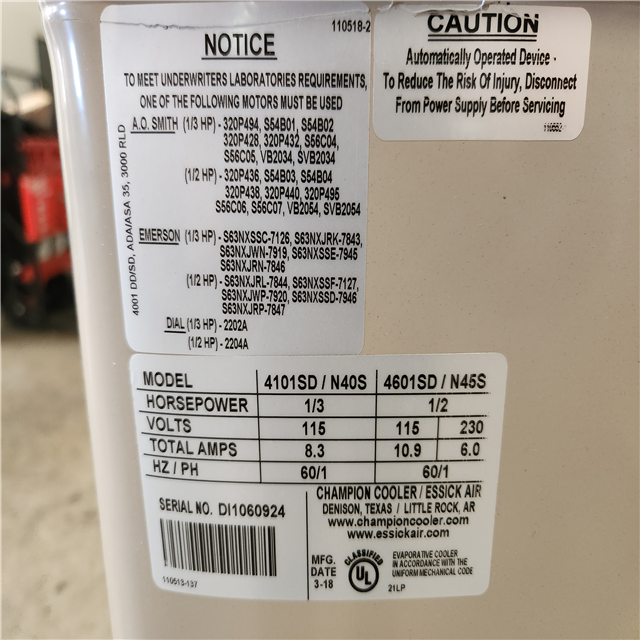 110518-2
NOTICE
TO MEET UNDERWRITERS LABORATORIES REQUIREMENTS,
ONE OF THE FOLLOWING MOTORS MUST BE USED
A.O. SMITH (1/3 HP) - 320P494, S54B01, S54B02
320P428, 320P432, S56C04,
S56C05, VB2034, SVB2034
(1/2 HP) - 320P436, S54B03, S54B04
320P438, 320P440, 320P495
S56C06, S56C07, VB2054, SVB2054
EMERSON (1/3 HP) - S63NXSSC-7126, S63NXJRK-7843,
S63NXJWN-7919, S63NXSSE-7945
S63NXJRN-7846
(1/2 HP) - S63NXJRL-7844, S63NXSSF-7127,
S63NXJWP-7920, S63NXSSD-7946
S63NXJRP-7847
DIAL (1/3 HP) - 2202A
(1/2 HP) - 2204A
4001 DD/SD, ADA/ASA 35, 3000 RLD
CAUTION
Automatically Operated Device -
To Reduce The Risk Of Injury, Disconnect
From Power Supply Before Servicing
MODEL 4101SD / N40S 4601SD / N45S
HORSEPOWER 1/3 1/2
VOLTS 115 115 230
TOTAL AMPS 8.3 10.9 6.0
HZ / PH 60/1 60/1
SERIAL NO. DI1060924
110513-137
CHAMPION COOLER / ESSICK AIR
DENISON, TEXAS / LITTLE ROCK, AR
www.championcooler.com
www.essickair.com
MFG.
DATE
3-18
CLASSIFIED
UL
EVAPORATIVE COOLER
IN ACCORDANCE WITH THE
UNIFORM MECHANICAL CODE
21LP